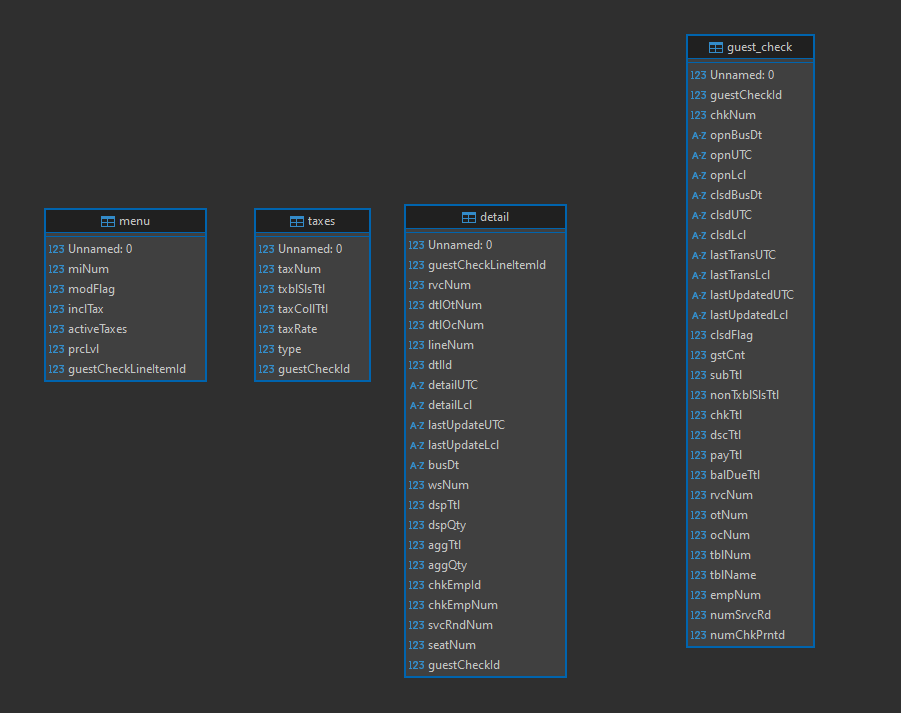 menu
123 Unnamed: 0
123 miNum
123 modFlag
123 inclTax
123 activeTaxes
123 prcLvl
123 guestCheckLineItemId
taxes
123 Unnamed: 0
123 taxNum
123 txblSlsTtl
123 taxCollTtl
123 taxRate
123 type
123 guestCheckId
detail
123 Unnamed: 0
123 guestCheckLineItemId
123 rvcNum
123 dtlOtNum
123 dtlOcNum
123 lineNum
123 dtlId
A-Z detailUTC
A-Z detailLcl
A-Z lastUpdateUTC
A-Z lastUpdateLcl
A-Z busDt
123 wsNum
123 dspTtl
123 dspQty
123 aggTtl
123 aggQty
123 chkEmpId
123 chkEmpNum
123 svcRndNum
123 seatNum
123 guestCheckId
guest_check
123 Unnamed: 0
123 guestCheckId
123 chkNum
A-Z opnBusDt
A-Z opnUTC
A-Z opnLcl
A-Z clsdBusDt
A-Z clsdUTC
A-Z clsdLcl
A-Z lastTransUTC
A-Z lastTransLcl
A-Z lastUpdatedUTC
A-Z lastUpdatedLcl
123 clsdFlag
123 gstCnt
123 subTtl
123 nonTxblSlsTtl
123 chkTtl
123 dscTtl
123 payTtl
123 balDueTtl
123 rvcNum
123 otNum
123 ocNum
123 tblNum
123 tblName
123 empNum
123 numSrvcRd
123 numChkPrntd